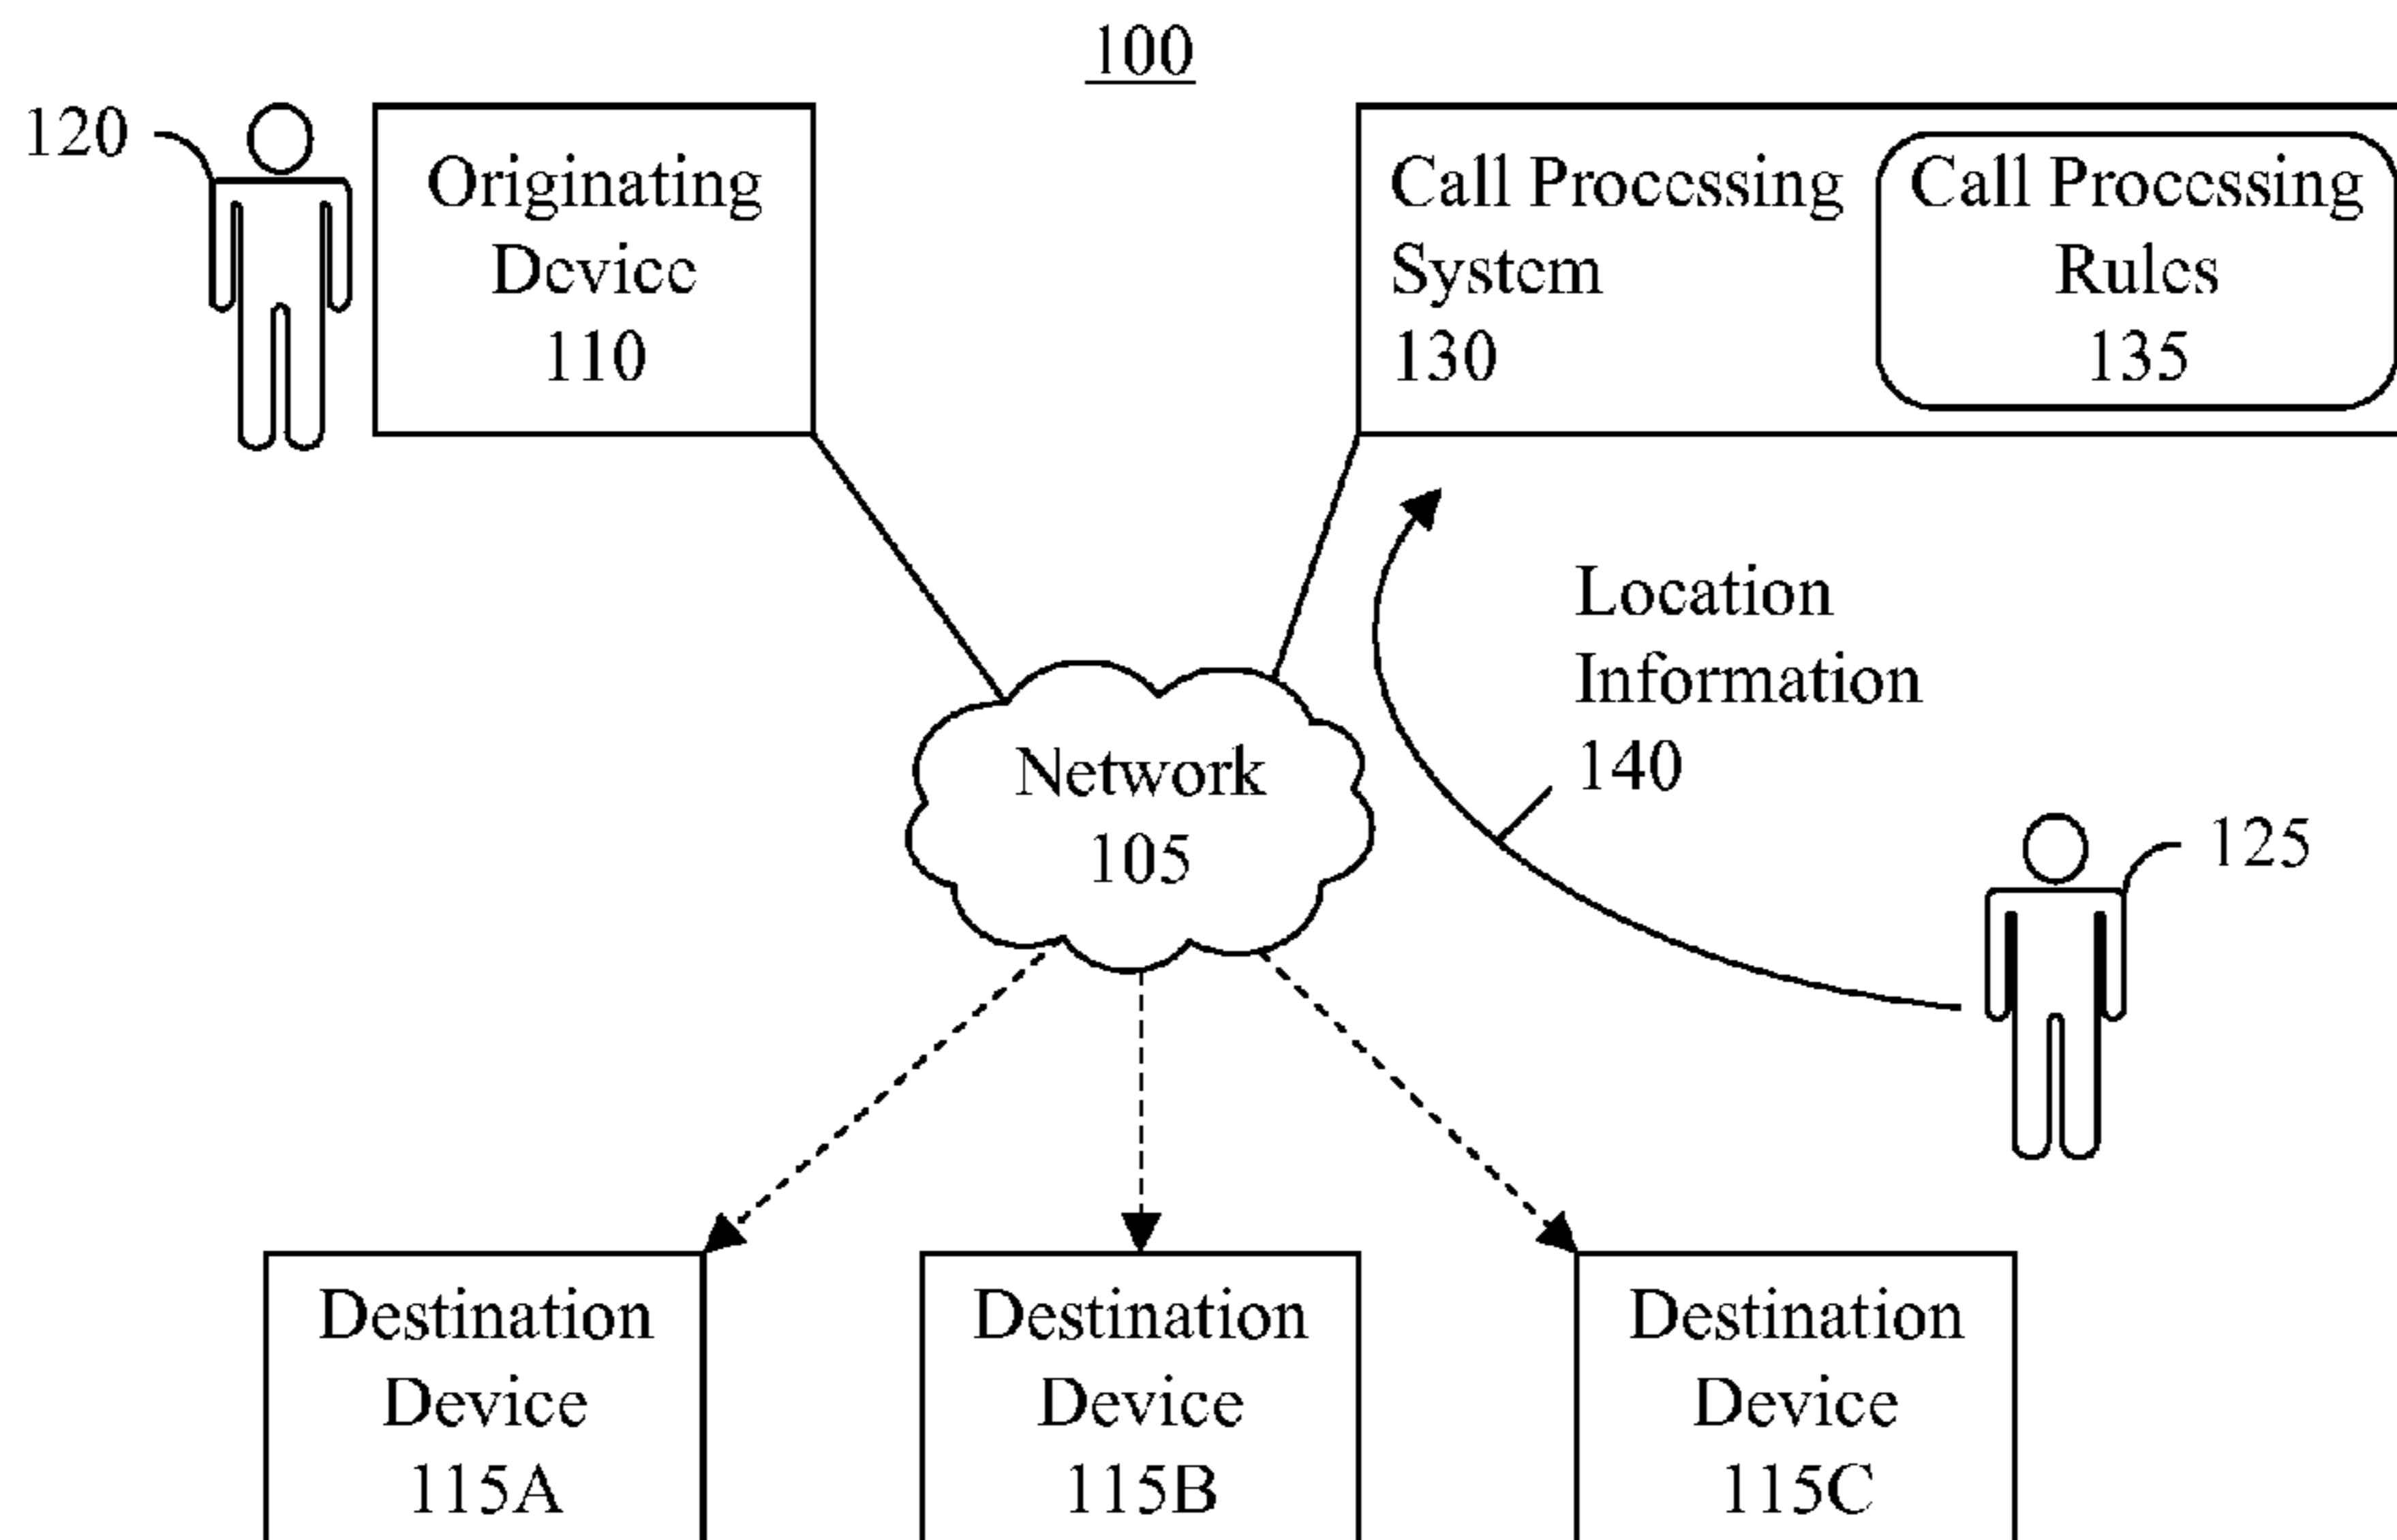 100
120
Originating
Device
110
Call Processing
System
130
Call Processing
Rules
135
Location
Information
140
Network
105
125
Destination
Device
115A
Destination
Device
115B
Destination
Device
115C